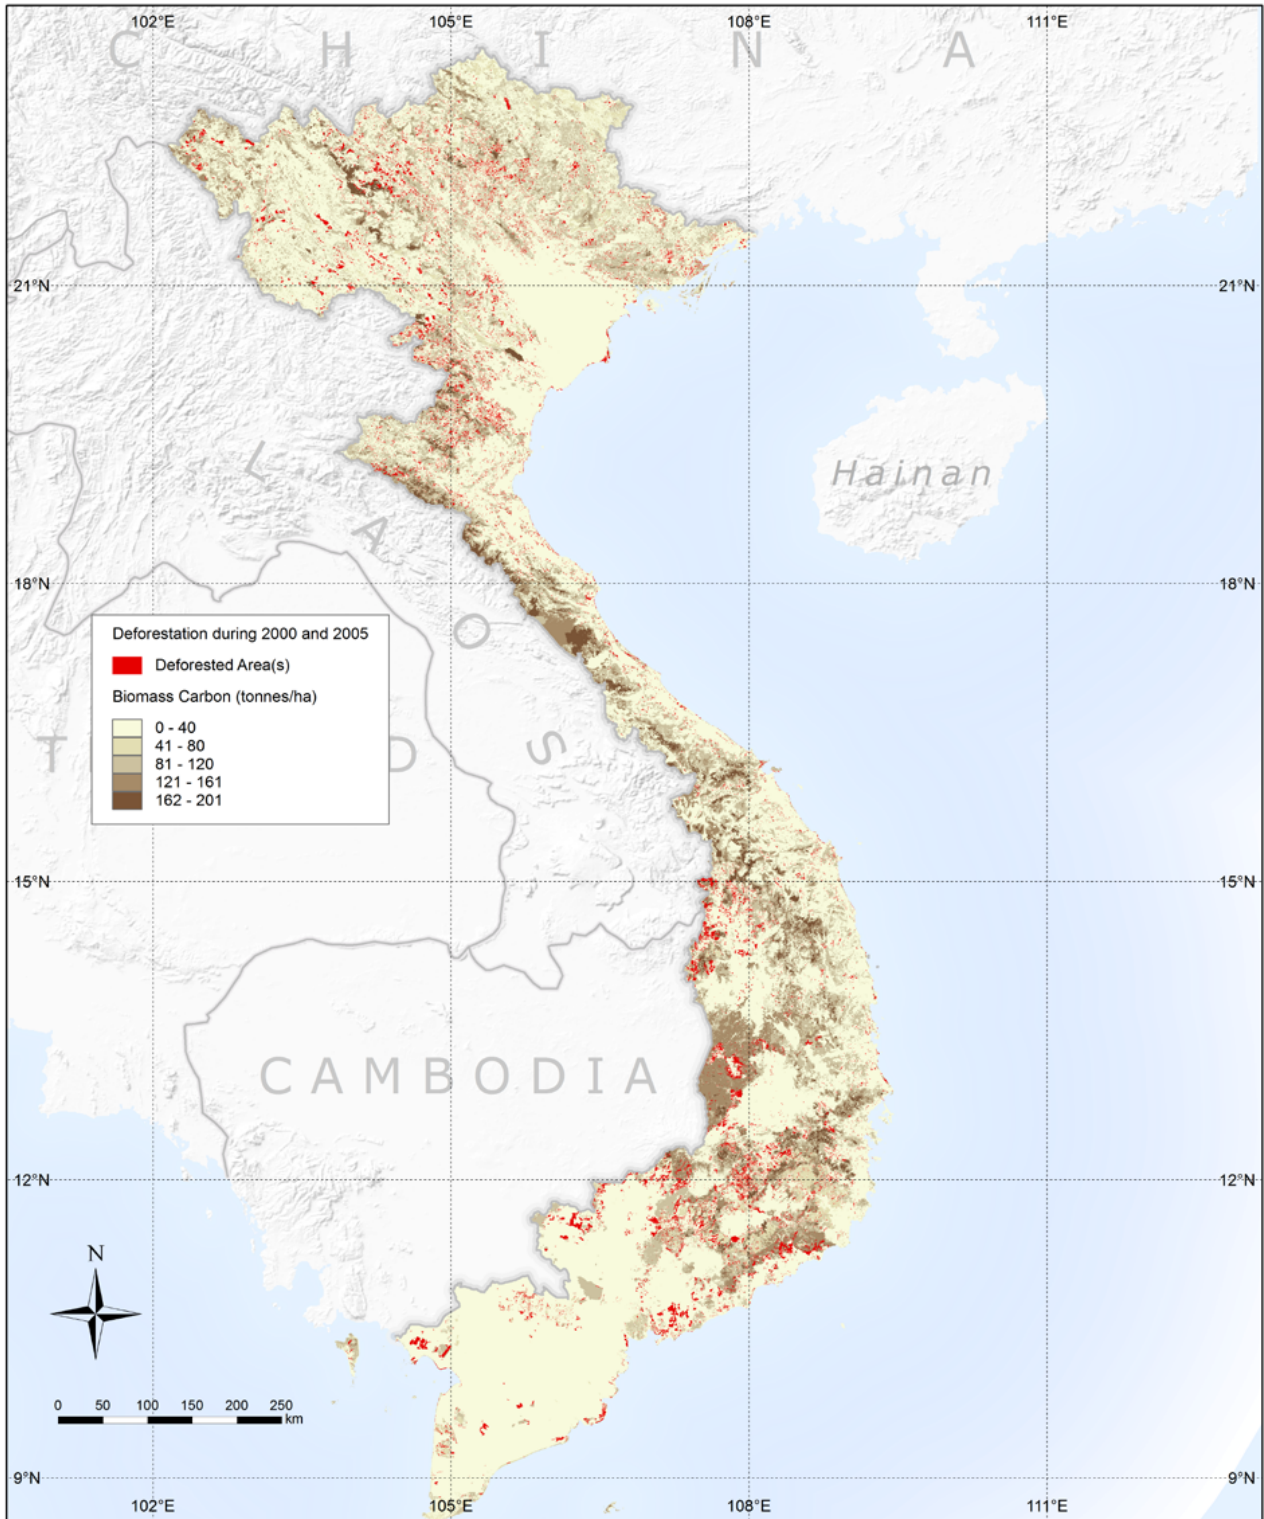 102°E 105°E 108°E 111°E
C H I N A
21°N 21°N
Hainan
L A O S
18°N 18°N
Deforestation during 2000 and 2005
Deforested Area(s)
Biomass Carbon (tonnes/ha)
0 - 40
41 - 80
81 - 120
121 - 161
162 - 201
T D
15°N 15°N
CAMBODIA
12°N 12°N
N
0 50 100 150 200 250
km
9°N 9°N
102°E 105°E 108°E 111°E